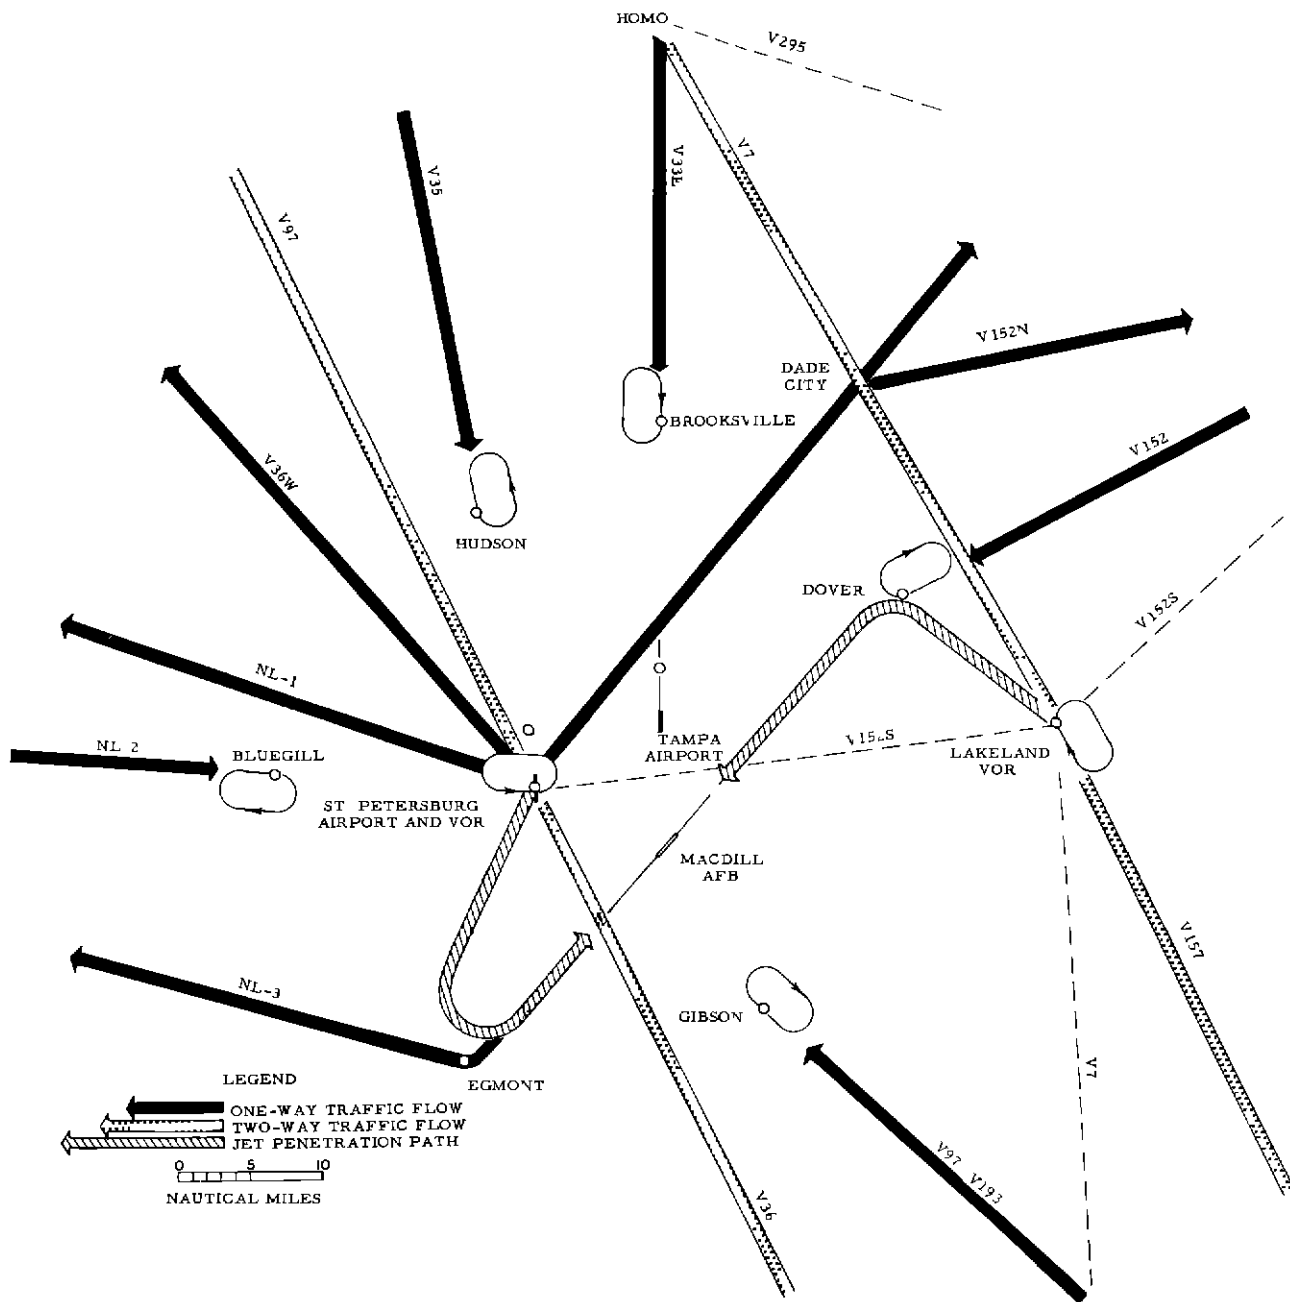 HOMO
V295
V7
V33E
V35
V97
V152N
DADE
CITY
BROOKSVILLE
V152
V36W
HUDSON
DOVER
V152S
NL-1
NL 2
BLUEGILL
TAMPA
AIRPORT
V152S
LAKELAND
VOR
ST PETERSBURG
AIRPORT AND VOR
MACDILL
AFB
V157
NL-3
GIBSON
EGMONT
V7
LEGEND
ONE-WAY TRAFFIC FLOW
TWO-WAY TRAFFIC FLOW
JET PENETRATION PATH
0 5 10
NAUTICAL MILES
V97 V193
V36